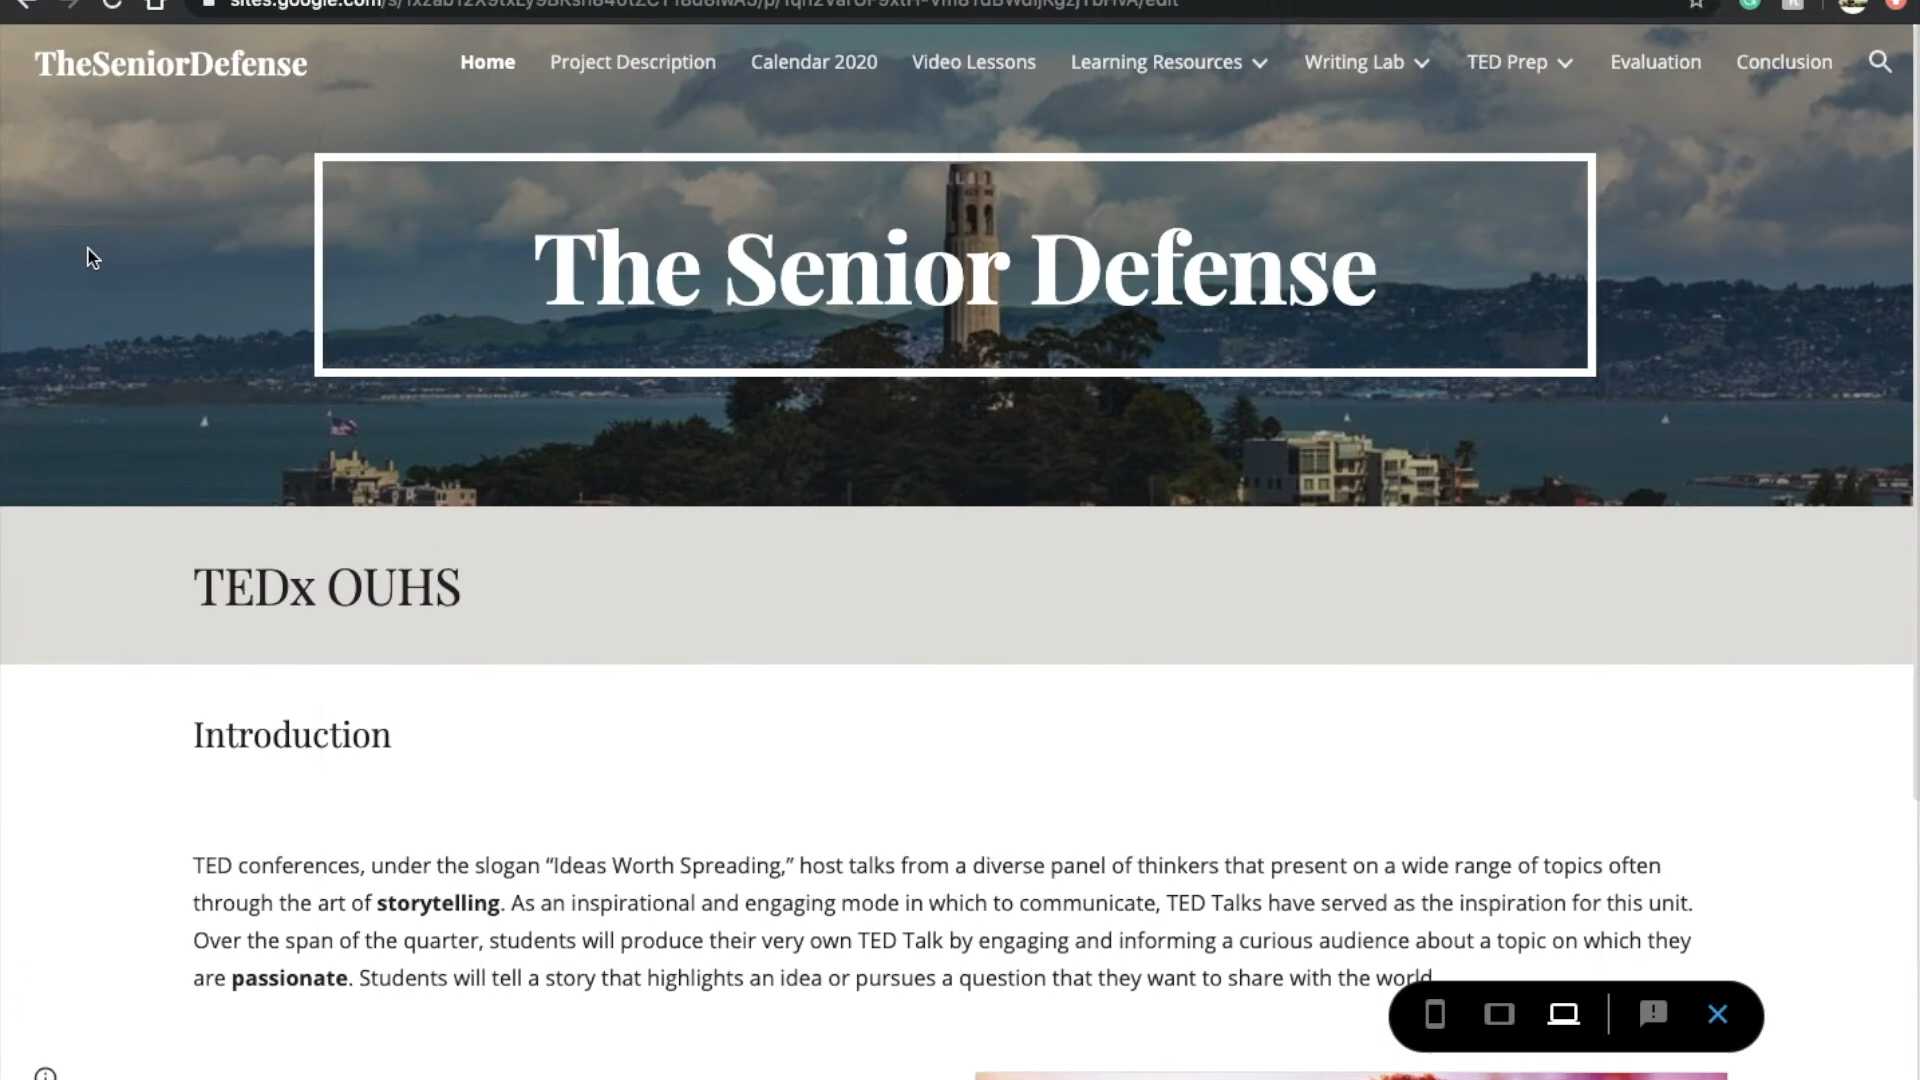 sites.google.com
TheSeniorDefense
Home Project Description Calendar 2020 Video Lessons Learning Resources Writing Lab TED Prep Evaluation Conclusion
The Senior Defense
TEDx OUHS
Introduction
TED conferences, under the slogan “Ideas Worth Spreading,” host talks from a diverse panel of thinkers that present on a wide range of topics often
through the art of storytelling. As an inspirational and engaging mode in which to communicate, TED Talks have served as the inspiration for this unit.
Over the span of the quarter, students will produce their very own TED Talk by engaging and informing a curious audience about a topic on which they
are passionate. Students will tell a story that highlights an idea or pursues a question that they want to share with the world